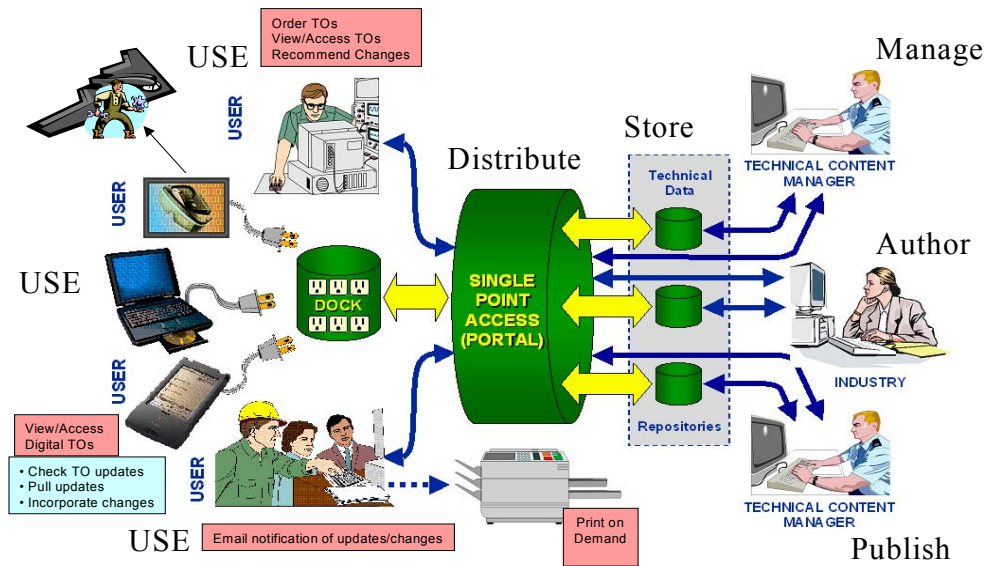 USE
Order TOs
View/Access TOs
Recommend Changes
USER
Manage
TECHNICAL CONTENT
MANAGER
Store
Distribute
Technical
Data
USER
USE
DOCK
SINGLE
POINT
ACCESS
(PORTAL)
Author
INDUSTRY
USER
View/Access
Digital TOs
• Check TO updates
• Pull updates
• Incorporate changes
USER
Repositories
USE
Email notification of updates/changes
Print on
Demand
TECHNICAL CONTENT
MANAGER
Publish